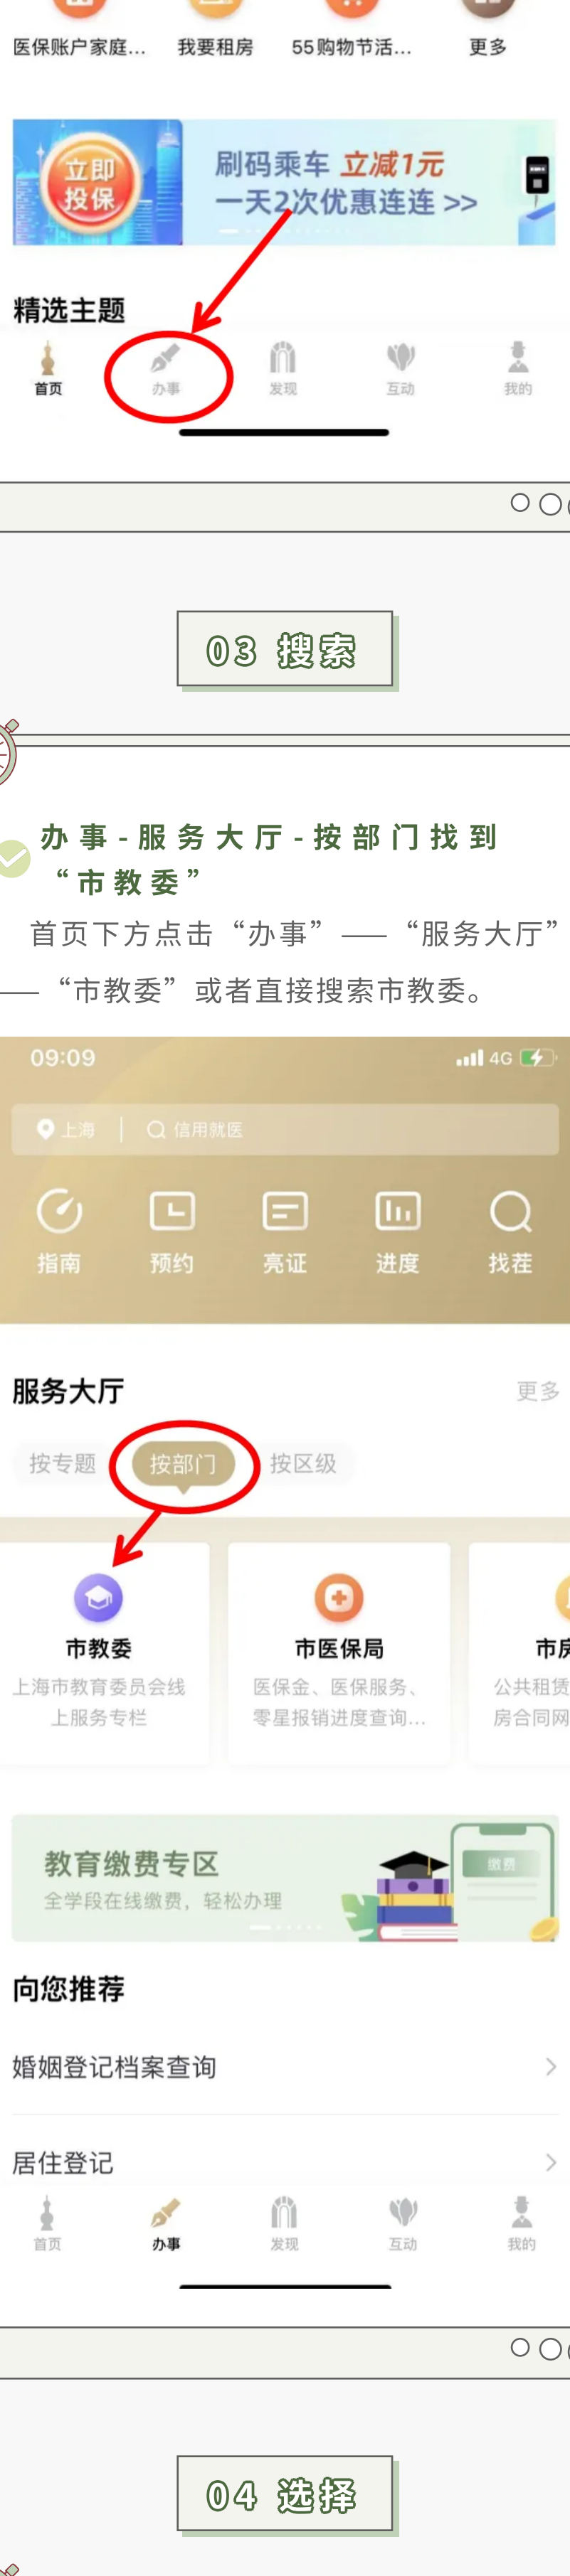 医保账户家庭... 我要租房 55购物节活... 更多
立即投保
刷码乘车 立减1元
一天2次优惠连连 >>
精选主题
首页 办事 发现 互动 我的
03 搜索
办事-服务大厅-按部门找到
“市教委”
首页下方点击“办事”——“服务大厅”
——“市教委”或者直接搜索市教委。
09:09 4G
上海 信用就医
指南 预约 亮证 进度 找茬
服务大厅 更多
按专题 按部门 按区级
市教委 市医保局 市房
上海市教育委员会线 医保金、医保服务、 公共租赁
上服务专栏 零星报销进度查询... 房合同网
教育缴费专区
全学段在线缴费，轻松办理
缴费
向您推荐
婚姻登记档案查询
居住登记
首页 办事 发现 互动 我的
04 选择